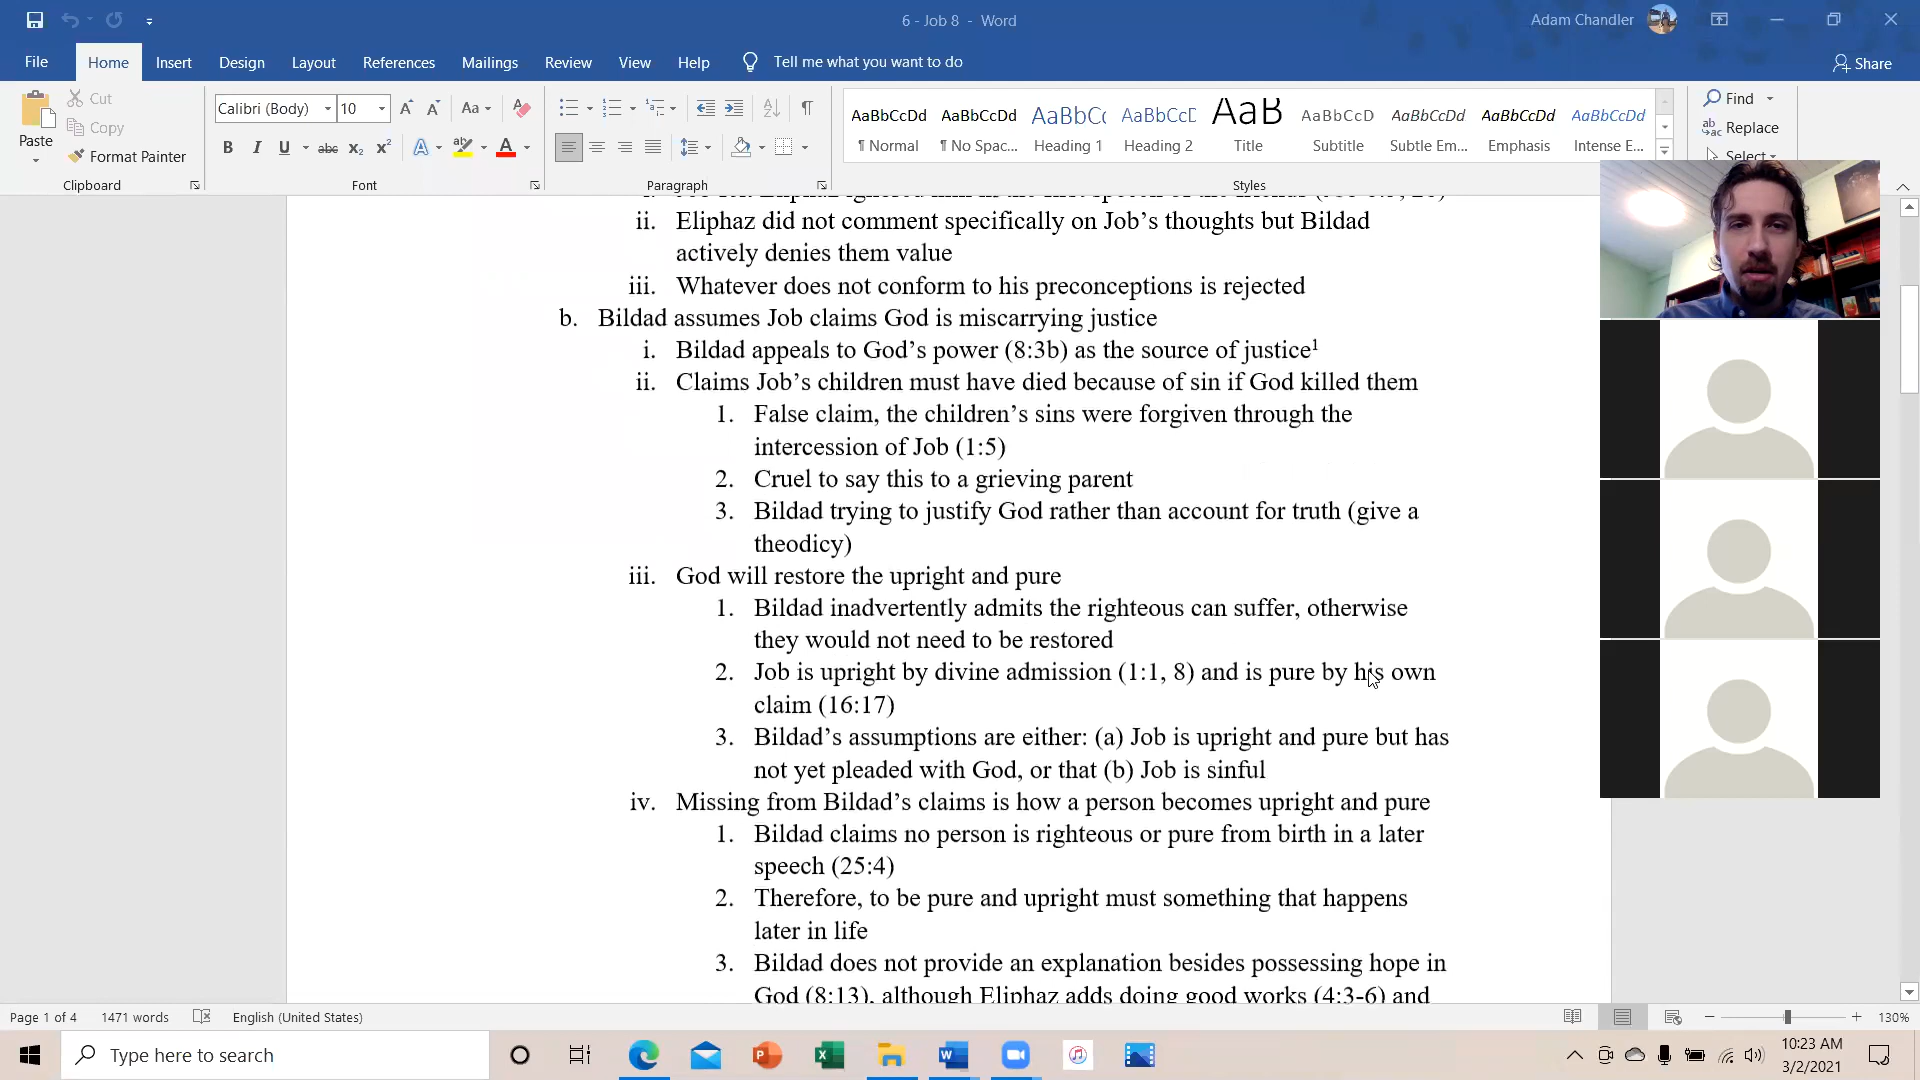 6 - Job 8 - Word
Adam Chandler
File Home Insert Design Layout References Mailings Review View Help Tell me what you want to do
Share
Paste
Cut
Copy
Format Painter
Clipboard
Calibri (Body) 10
Font
Paragraph
AaBbCcDd AaBbCcDd AaBbCc AaBbCcD AaB AaBbCcD AaBbCcDd AaBbCcDd AaBbCcDd
¶ Normal ¶ No Spac... Heading 1 Heading 2 Title Subtitle Subtle Em... Emphasis Intense E...
Styles
Find
Replace
Select
ii. Eliphaz did not comment specifically on Job's thoughts but Bildad
actively denies them value
iii. Whatever does not conform to his preconceptions is rejected
b. Bildad assumes Job claims God is miscarrying justice
i. Bildad appeals to God's power (8:3b) as the source of justice¹
ii. Claims Job's children must have died because of sin if God killed them
1. False claim, the children's sins were forgiven through the
intercession of Job (1:5)
2. Cruel to say this to a grieving parent
3. Bildad trying to justify God rather than account for truth (give a
theodicy)
iii. God will restore the upright and pure
1. Bildad inadvertently admits the righteous can suffer, otherwise
they would not need to be restored
2. Job is upright by divine admission (1:1, 8) and is pure by his own
claim (16:17)
3. Bildad's assumptions are either: (a) Job is upright and pure but has
not yet pleaded with God, or that (b) Job is sinful
iv. Missing from Bildad's claims is how a person becomes upright and pure
1. Bildad claims no person is righteous or pure from birth in a later
speech (25:4)
2. Therefore, to be pure and upright must something that happens
later in life
3. Bildad does not provide an explanation besides possessing hope in
God (8:13), although Eliphaz adds doing good works (4:3-6) and
Page 1 of 4 1471 words English (United States)
130%
Type here to search
10:23 AM
3/2/2021